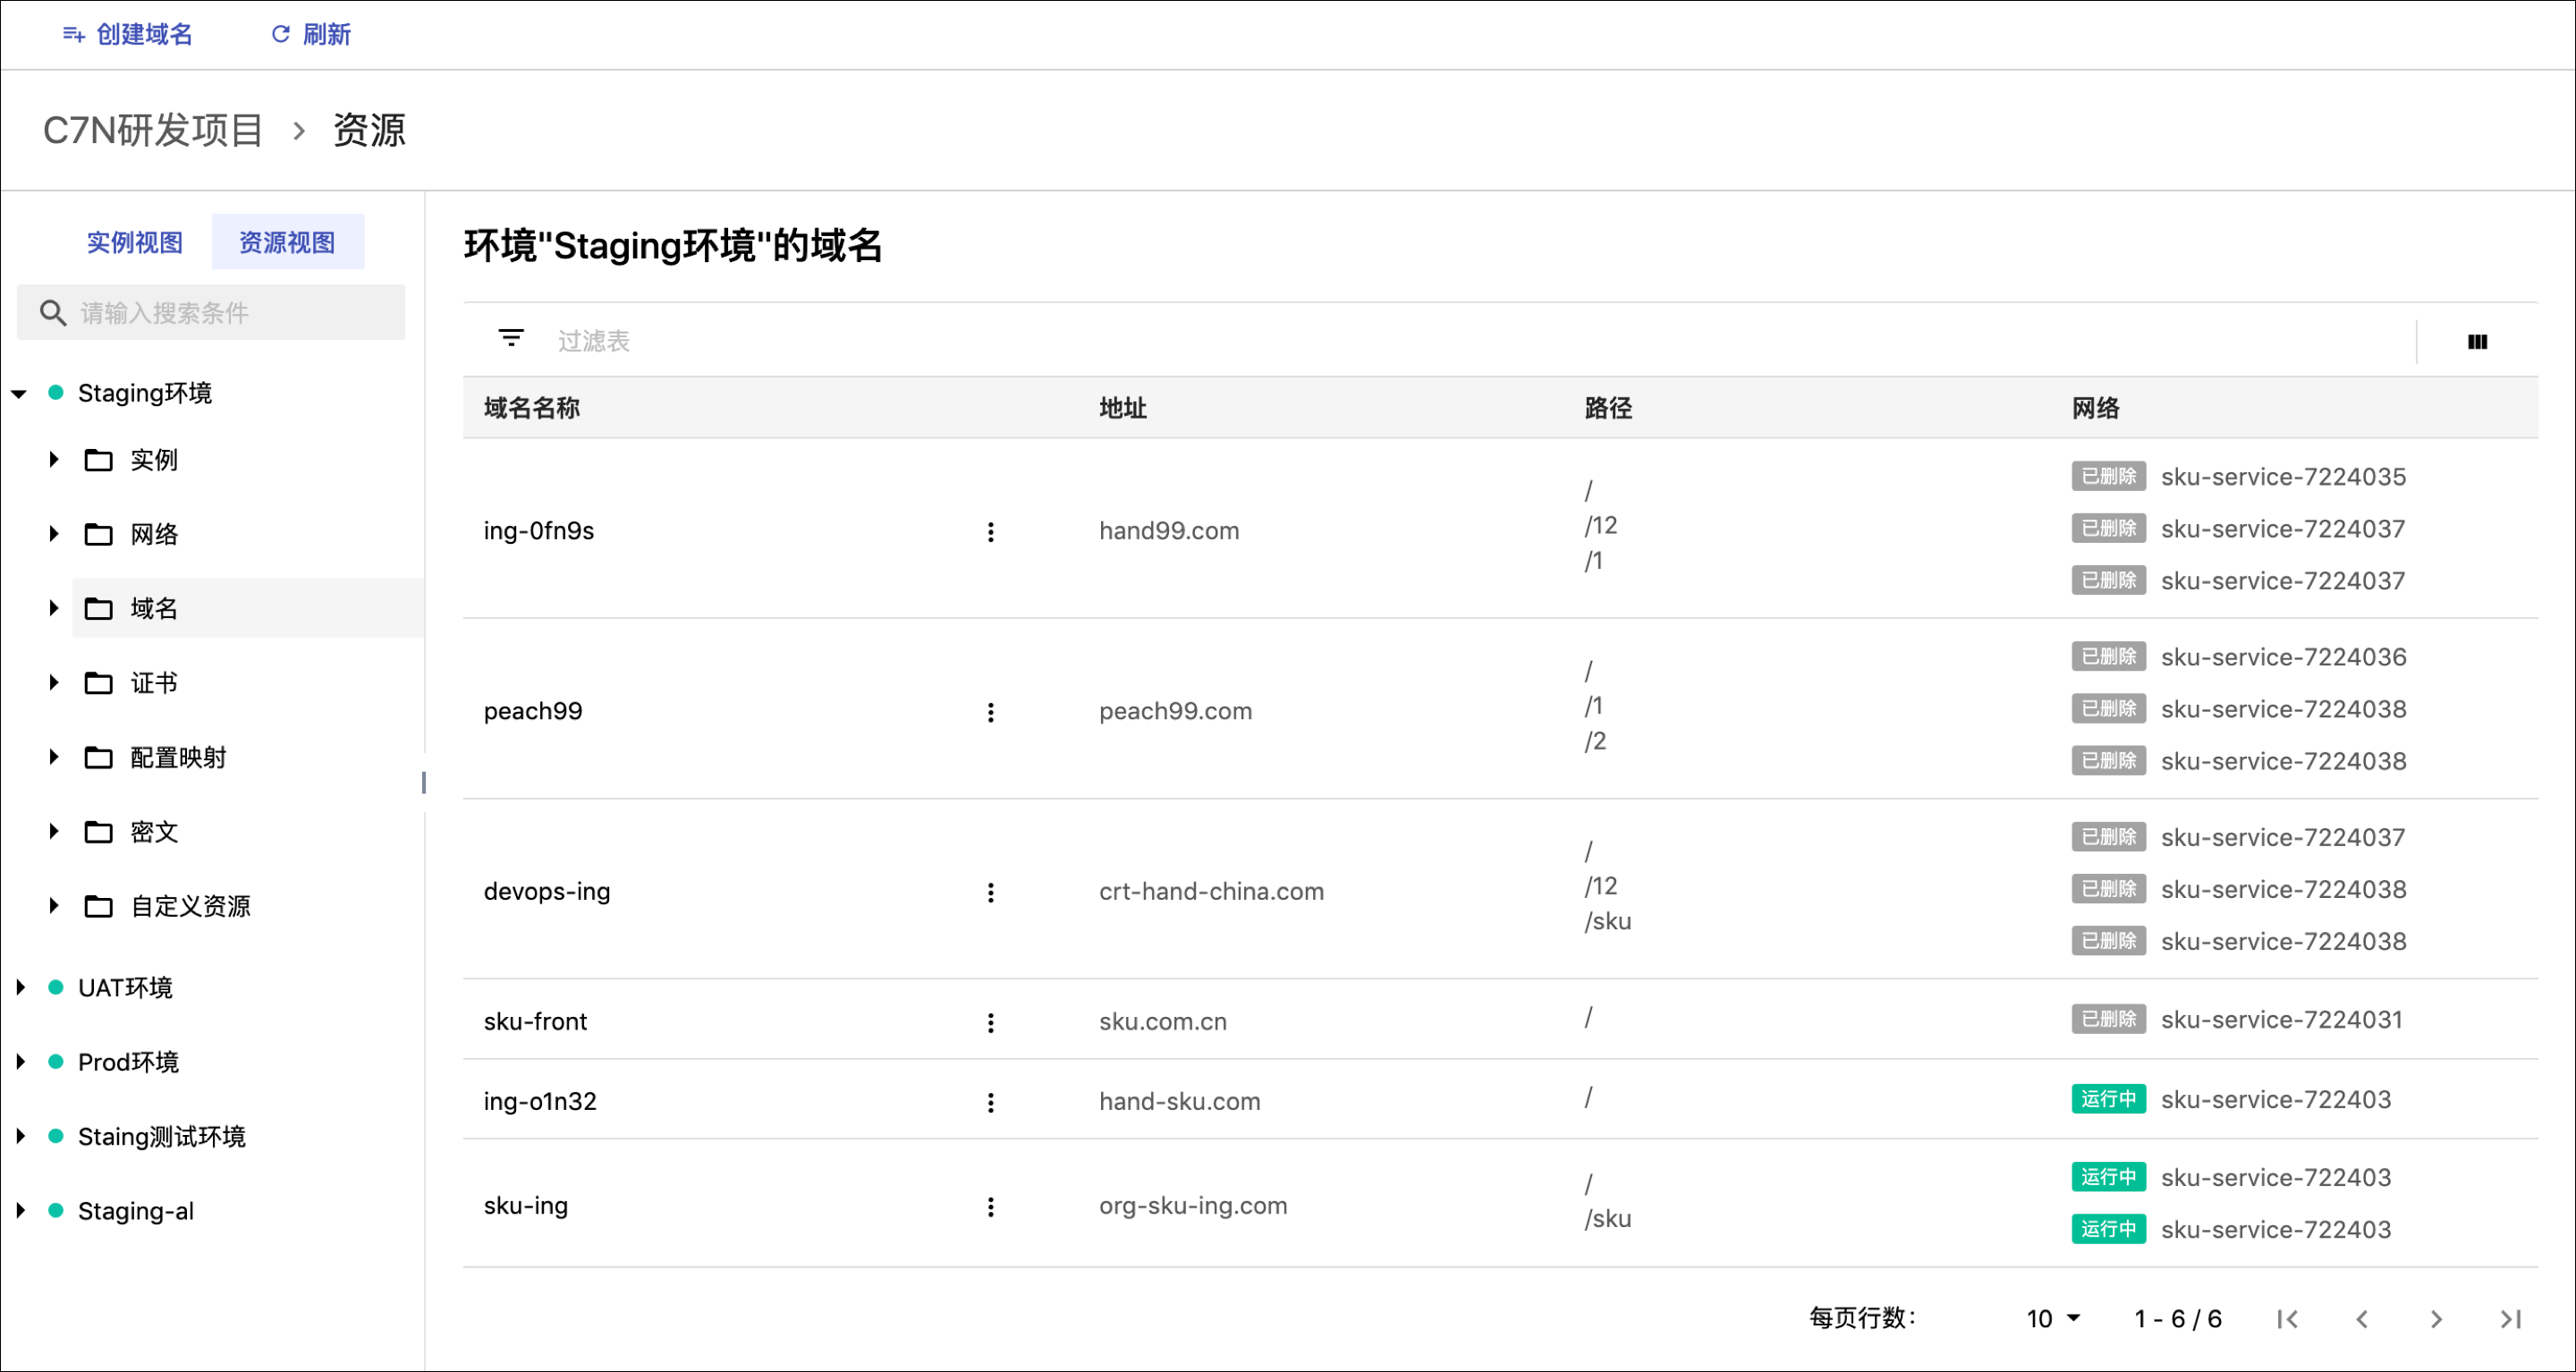 创建域名 刷新
C7N研发项目 > 资源
实例视图 资源视图
请输入搜索条件
Staging环境
实例
网络
域名
证书
配置映射
密文
自定义资源
UAT环境
Prod环境
Staing测试环境
Staging-al
环境"Staging环境"的域名
过滤表
域名名称 地址 路径 网络
ing-0fn9s hand99.com
/
/12
/1
已删除 sku-service-7224035
已删除 sku-service-7224037
已删除 sku-service-7224037
peach99 peach99.com
/
/1
/2
已删除 sku-service-7224036
已删除 sku-service-7224038
已删除 sku-service-7224038
devops-ing crt-hand-china.com
/
/12
/sku
已删除 sku-service-7224037
已删除 sku-service-7224038
已删除 sku-service-7224038
sku-front sku.com.cn / 已删除 sku-service-7224031
ing-o1n32 hand-sku.com / 运行中 sku-service-722403
sku-ing org-sku-ing.com
/
/sku
运行中 sku-service-722403
运行中 sku-service-722403
每页行数： 10 1 - 6 / 6